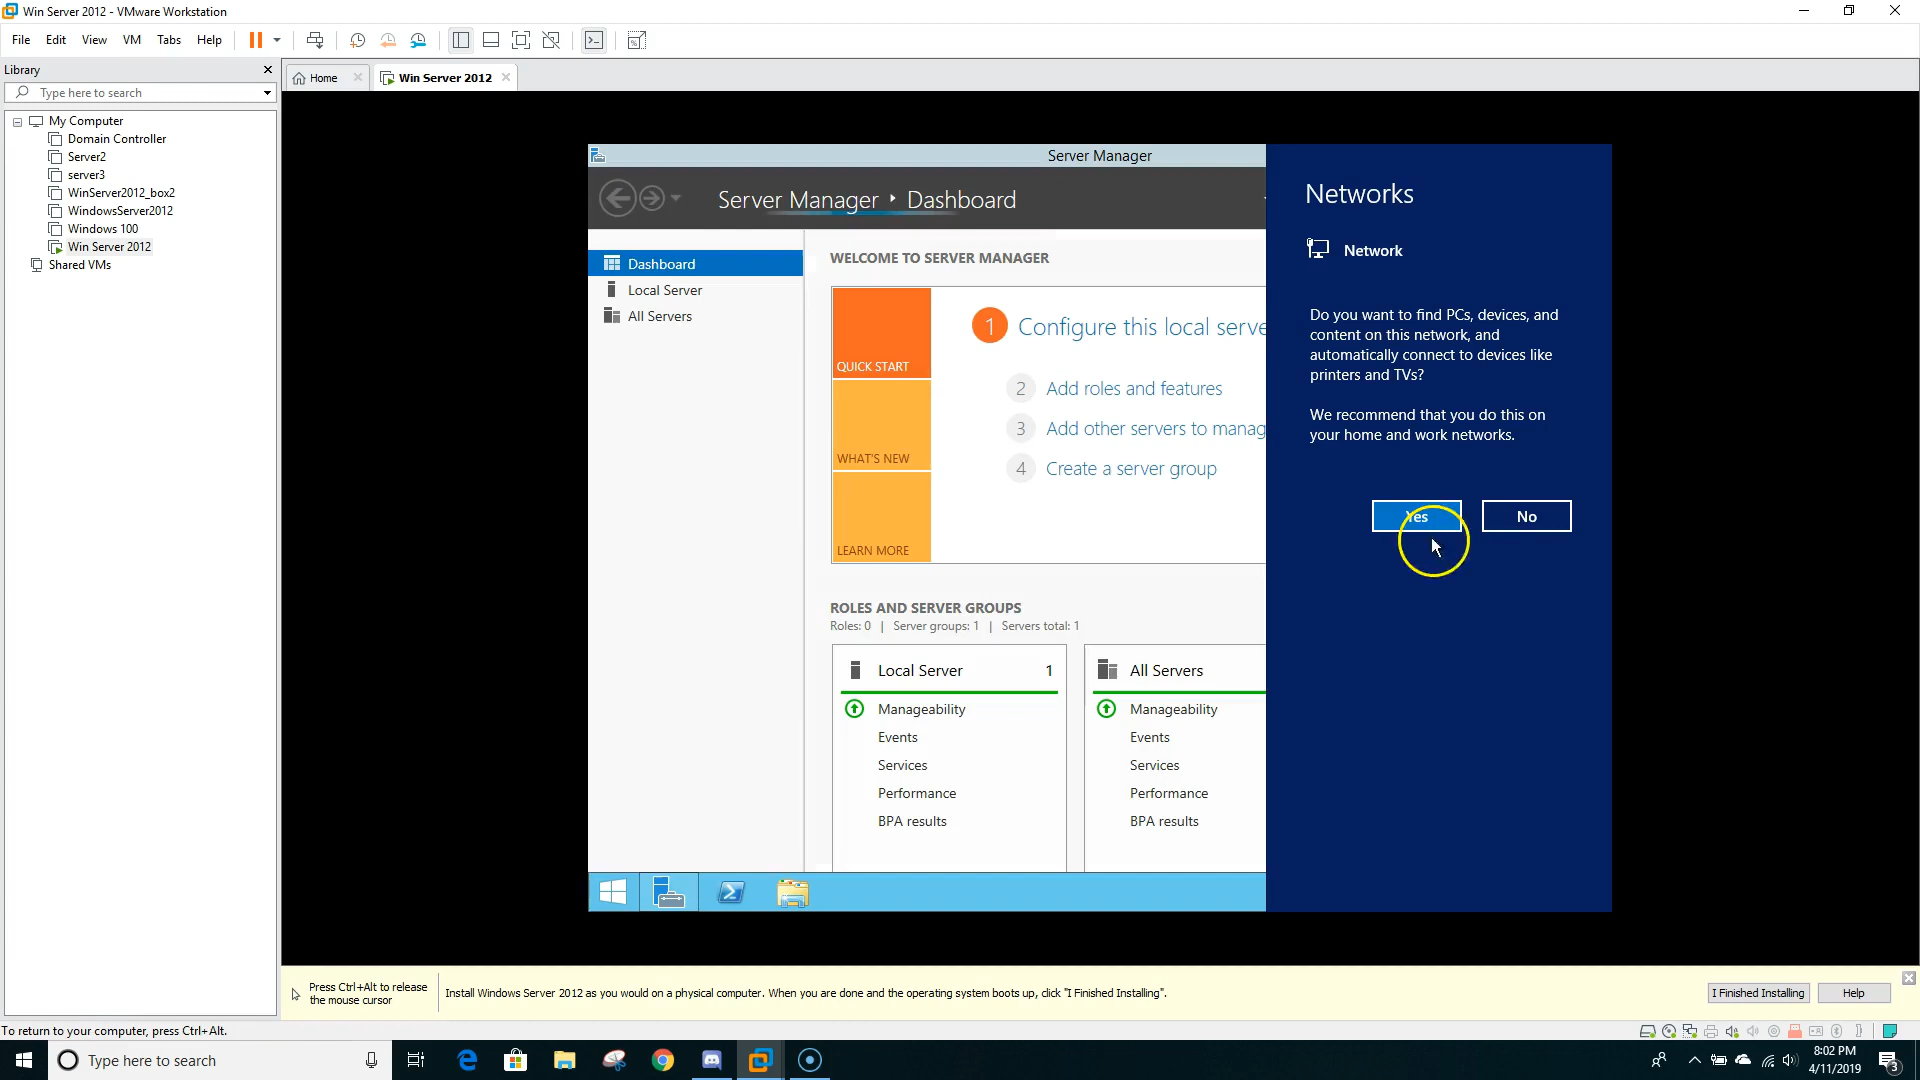 Win Server 2012 - VMware Workstation
File Edit View VM Tabs Help
Library
Type here to search
My Computer
Domain Controller
Server2
server3
WinServer2012_box2
WindowsServer2012
Windows 100
Win Server 2012
Shared VMs
Home
Win Server 2012
Server Manager
Server Manager Dashboard
Dashboard
Local Server
All Servers
WELCOME TO SERVER MANAGER
QUICK START
WHAT'S NEW
LEARN MORE
1 Configure this local serve
2 Add roles and features
3 Add other servers to manag
4 Create a server group
ROLES AND SERVER GROUPS
Roles: 0 | Server groups: 1 | Servers total: 1
Local Server 1
Manageability
Events
Services
Performance
BPA results
All Servers
Manageability
Events
Services
Performance
BPA results
Networks
Network
Do you want to find PCs, devices, and
content on this network, and
automatically connect to devices like
printers and TVs?
We recommend that you do this on
your home and work networks.
Yes No
Press Ctrl+Alt to release
the mouse cursor
Install Windows Server 2012 as you would on a physical computer. When you are done and the operating system boots up, click "I Finished Installing".
I Finished Installing Help
To return to your computer, press Ctrl+Alt.
Type here to search
8:02 PM
4/11/2019
3